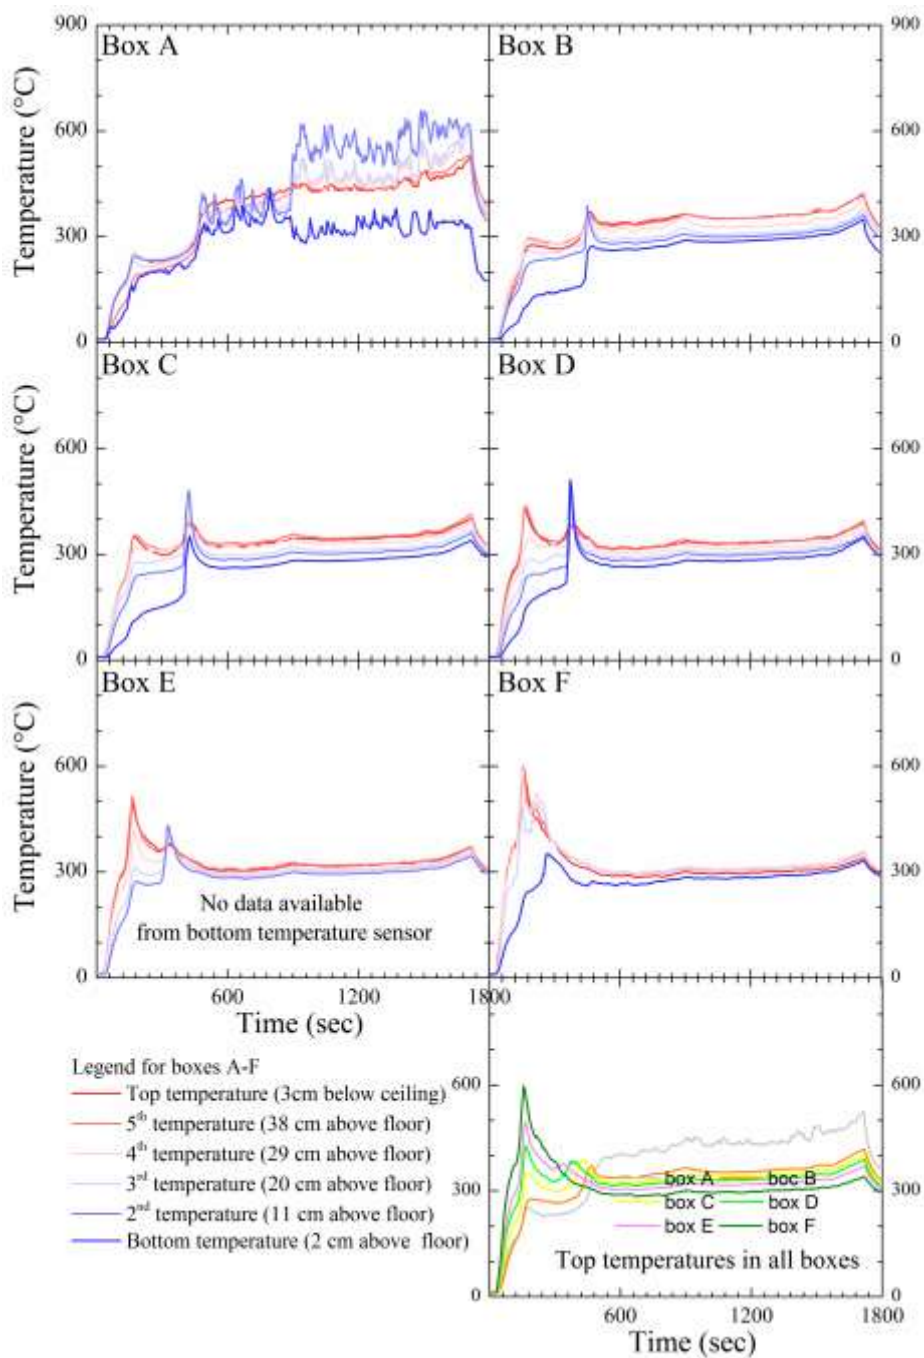 900
Box A
Box B
900
Temperature (°C)
600
600
300
300
0
0
Box C
Box D
Temperature (°C)
600
600
300
300
0
0
Box E
Box F
Temperature (°C)
600
600
300
300
No data available
from bottom temperature sensor
0
0
600
1200
1800
Time (sec)
Legend for boxes A-F
Top temperature (3cm below ceiling)
5th temperature (38 cm above floor)
4th temperature (29 cm above floor)
3rd temperature (20 cm above floor)
2nd temperature (11 cm above floor)
Bottom temperature (2 cm above floor)
600
300
box A
boc B
box C
box D
box E
box F
Top temperatures in all boxes
0
600
1200
1800
Time (sec)